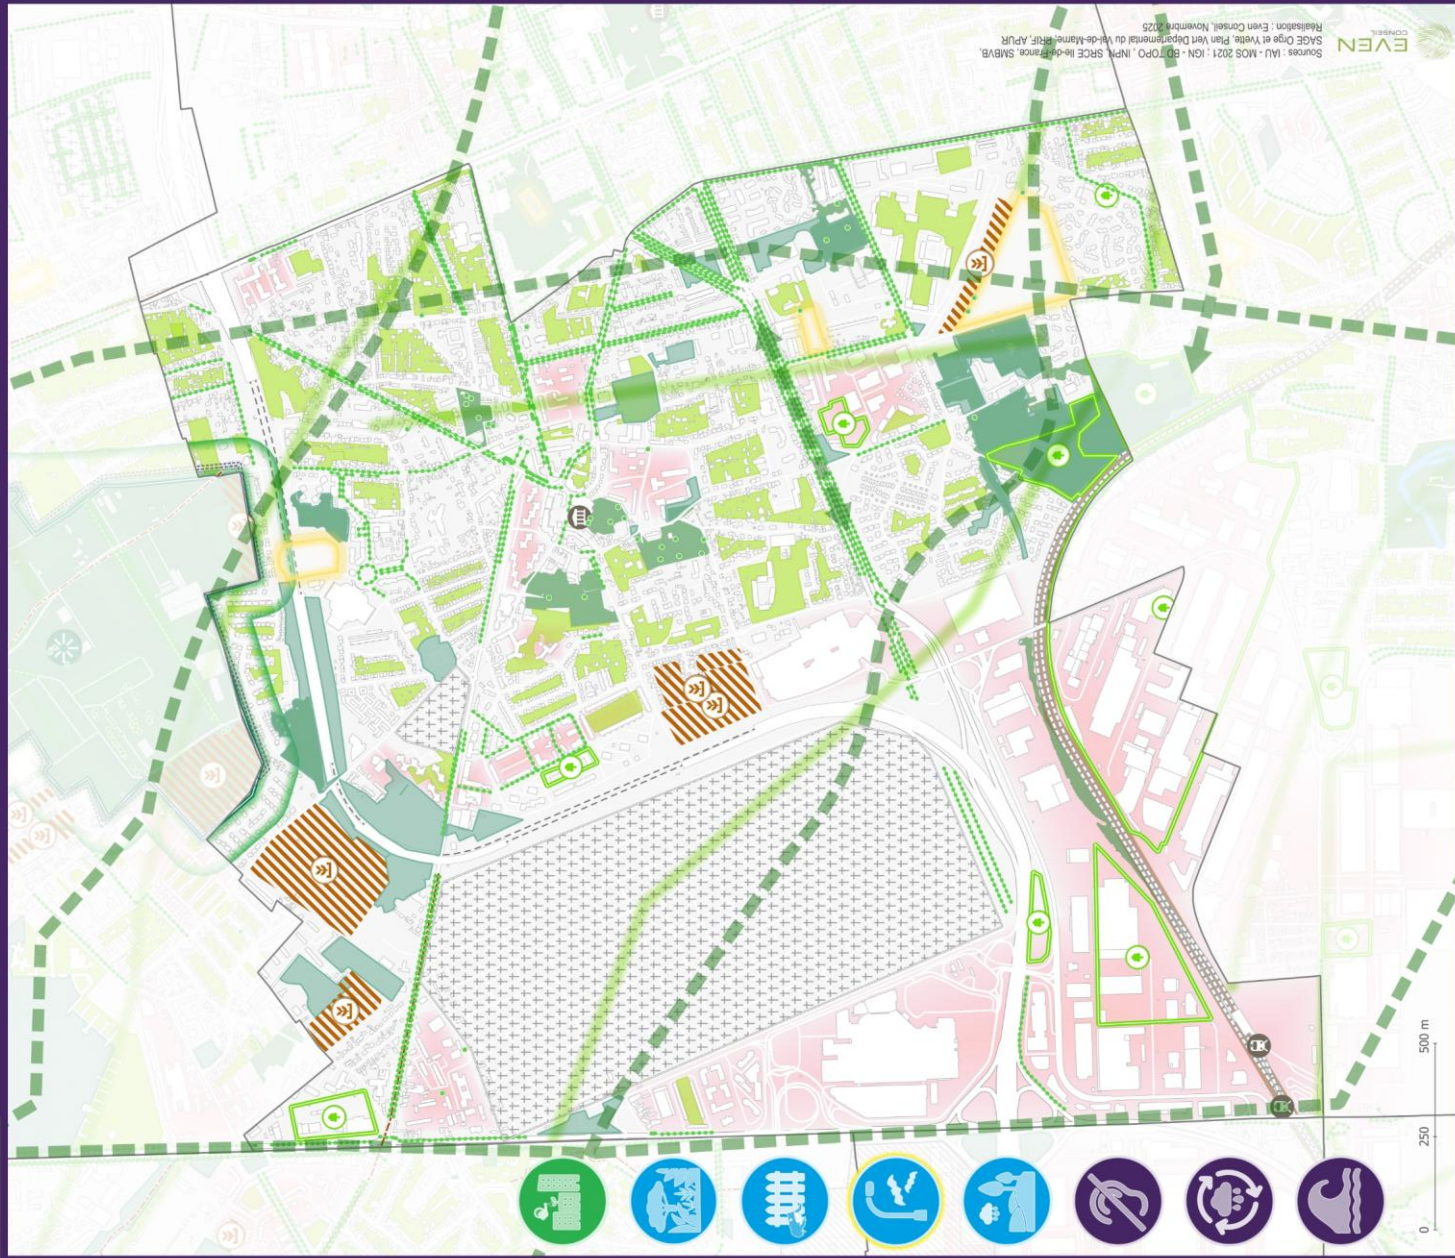 Sources : IAU - MOS 2021 ; IGN - BD TOPO , INPN, SRCE Ile-de-France, SMBVB,
SAGE Orge et Yvette, Plan Vert Départemental du Val-de-Marne, PRIF, APUR
Réalisation : Even Conseil, Novembre 2025
EVEN
CONSEIL
0
250
500 m